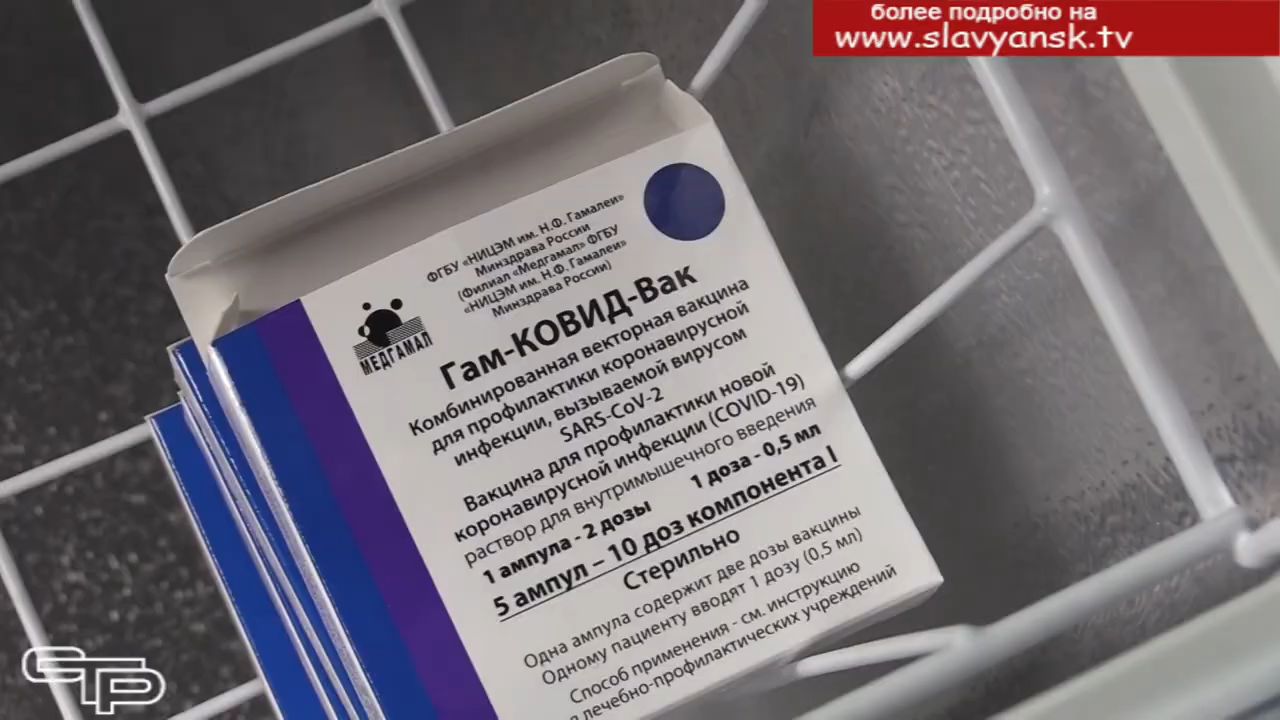 более подробно на
www.slavyansk.tv
ФГБУ «НИЦЭМ им. Н.Ф. Гамалеи»
Минздрава России
(Филиал «Медгамал» ФГБУ
«НИЦЭМ им. Н.Ф. Гамалеи»
Минздрава России)
МЕДГАМАЛ
Гам-КОВИД-Вак
Комбинированная векторная вакцина
для профилактики коронавирусной
инфекции, вызываемой вирусом
SARS-CoV-2
Вакцина для профилактики новой
коронавирусной инфекции (COVID-19)
раствор для внутримышечного введения
1 ампула - 2 дозы 1 доза - 0,5 мл
5 ампул – 10 доз компонента I
Стерильно
Одна ампула содержит две дозы вакцины
Одному пациенту вводят 1 дозу (0,5 мл)
Способ применения - см. инструкцию
лечебно-профилактических учреждений
СТР